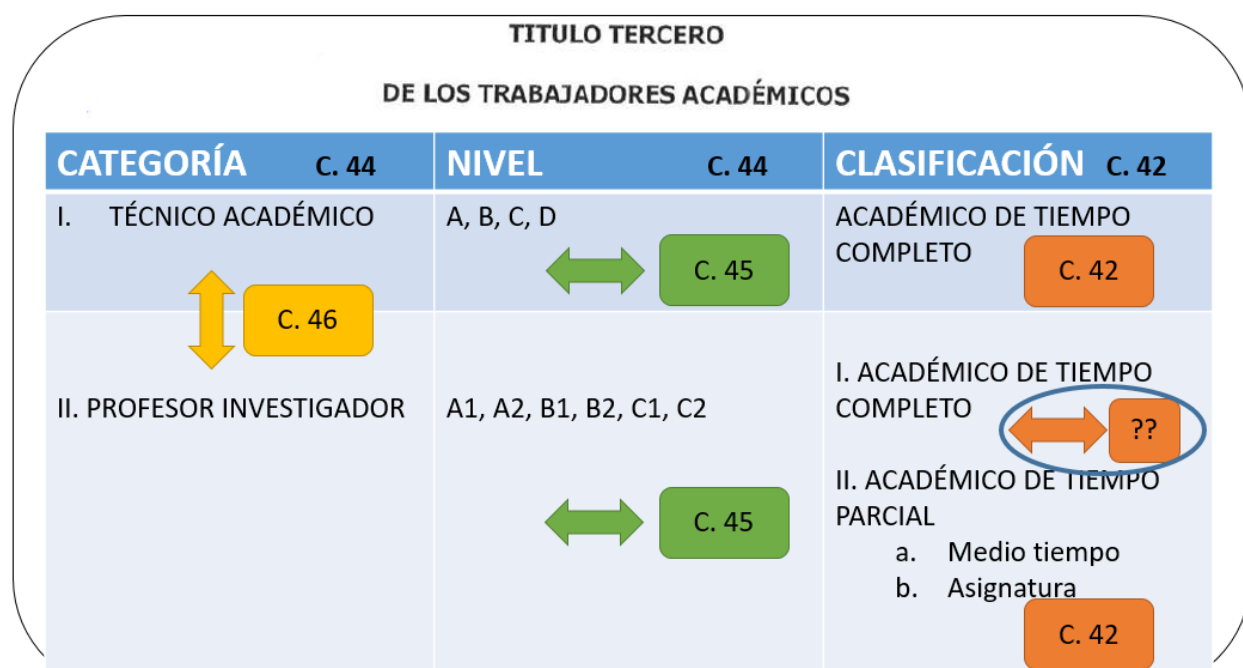 TITULO TERCERO
DE LOS TRABAJADORES ACADÉMICOS
CATEGORÍA C. 44
NIVEL C. 44
CLASIFICACIÓN C. 42
I. TÉCNICO ACADÉMICO
A, B, C, D
C. 45
ACADÉMICO DE TIEMPO
COMPLETO
C. 42
C. 46
II. PROFESOR INVESTIGADOR
A1, A2, B1, B2, C1, C2
C. 45
I. ACADÉMICO DE TIEMPO
COMPLETO
??
II. ACADÉMICO DE TIEMPO
PARCIAL
a. Medio tiempo
b. Asignatura
C. 42